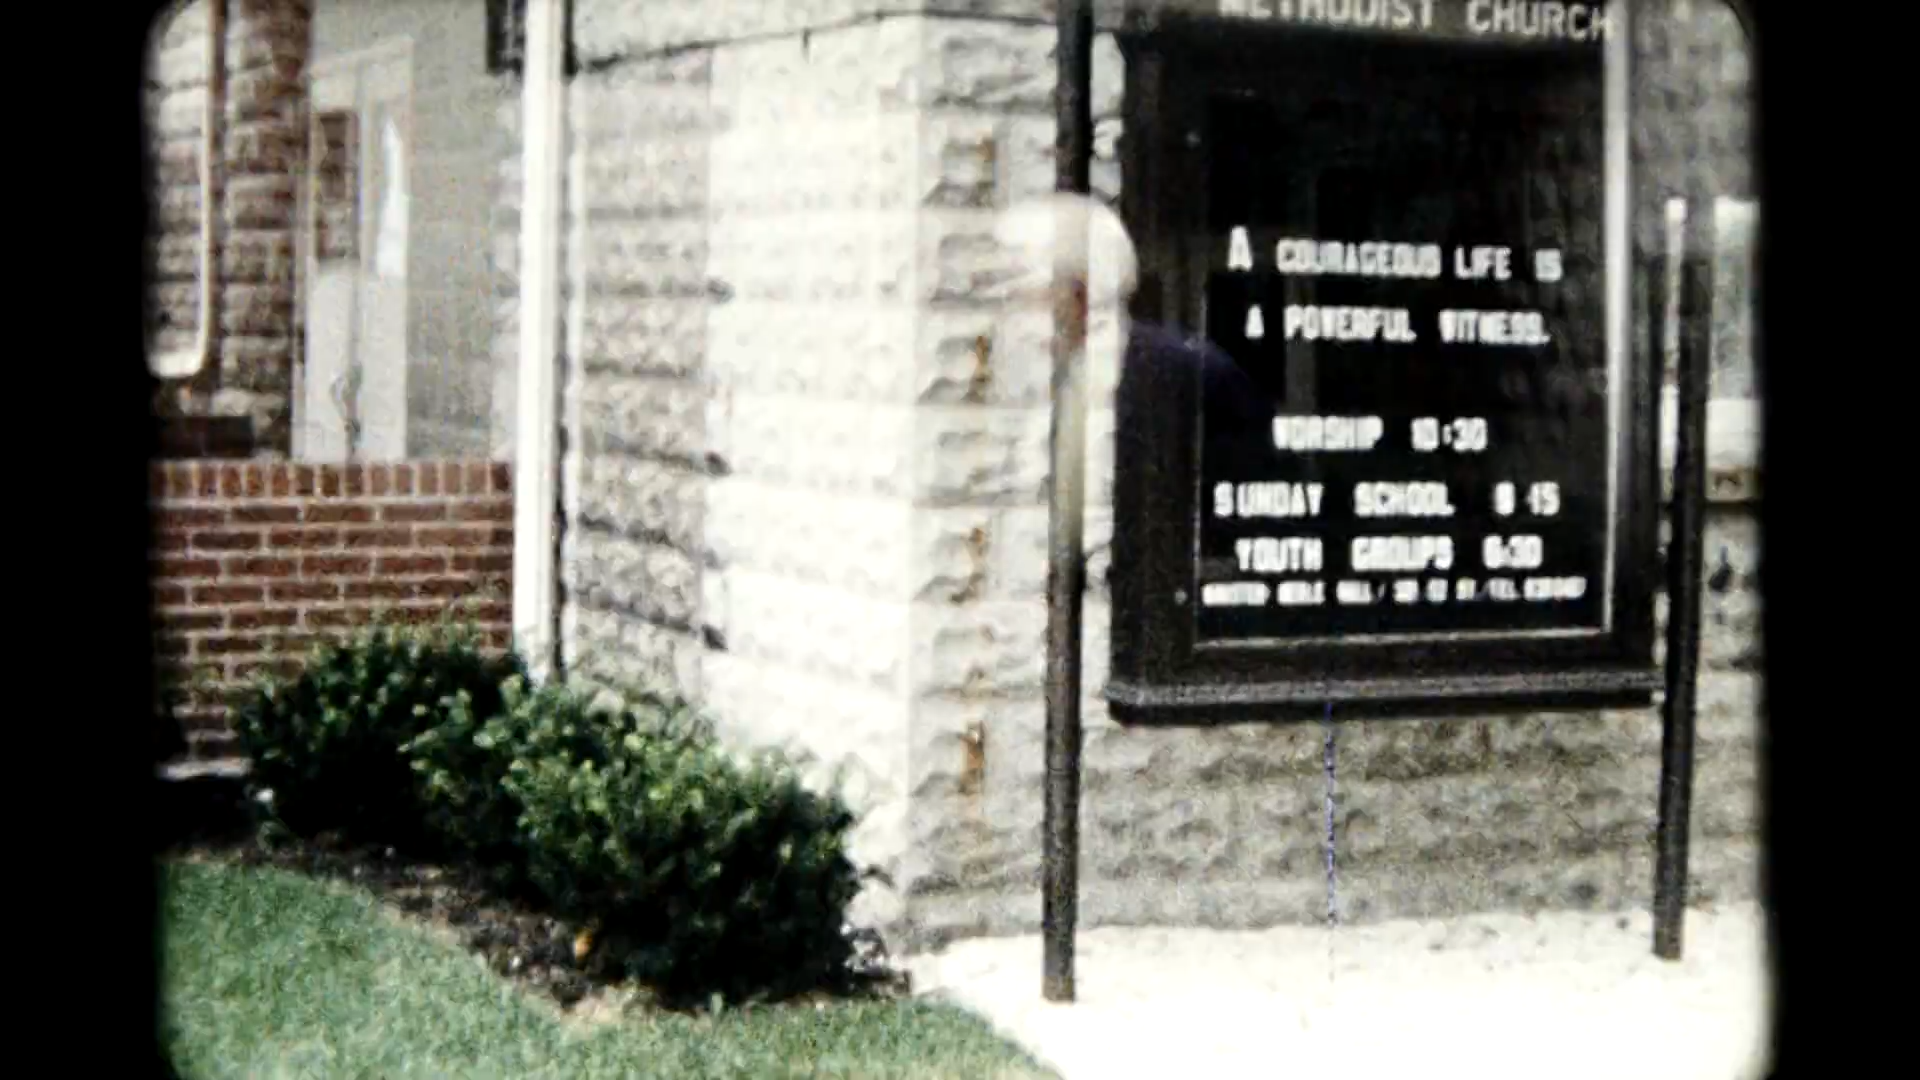 METHODIST CHURCH
A COURAGEOUS LIFE IS
A POWERFUL WITNESS.
WORSHIP 10:30
SUNDAY SCHOOL 9 15
YOUTH GROUPS 6:30